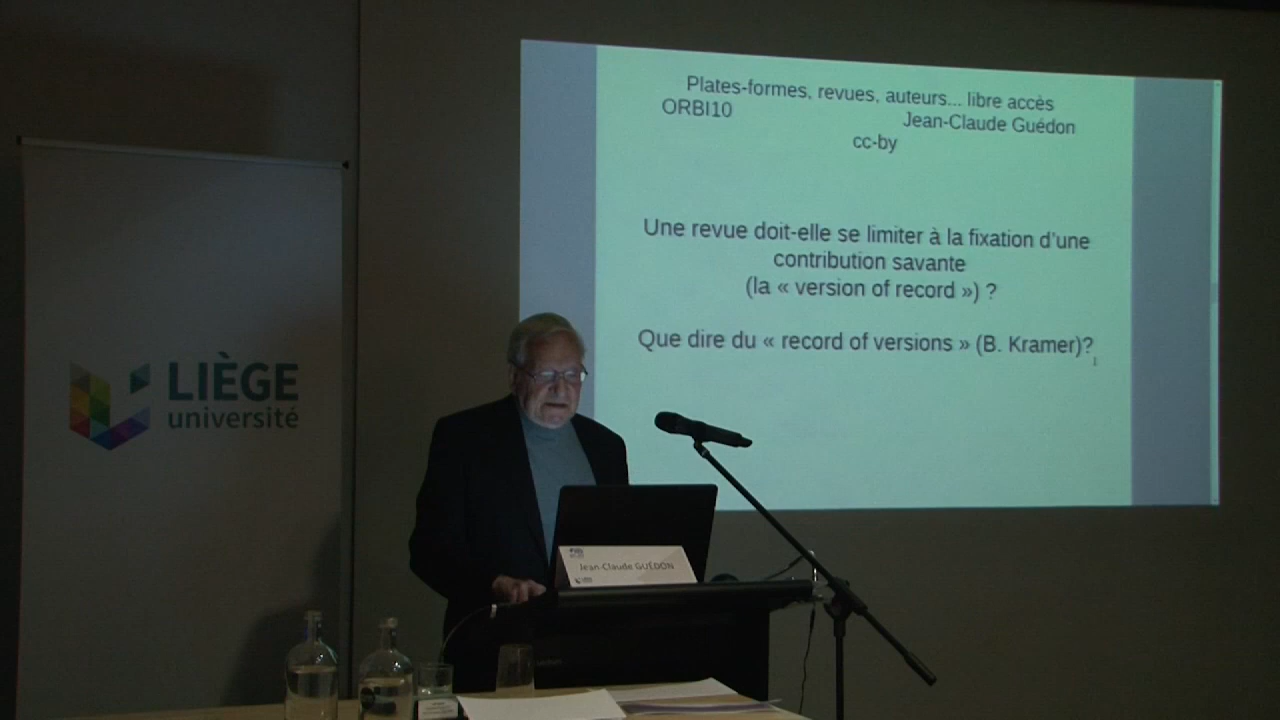 Plates-formes, revues, auteurs... libre accès
ORBI10 Jean-Claude Guédon
cc-by
Une revue doit-elle se limiter à la fixation d'une
contribution savante
(la « version of record ») ?
Que dire du « record of versions » (B. Kramer)?
LIÈGE
université
Jean-Claude GUÉDON